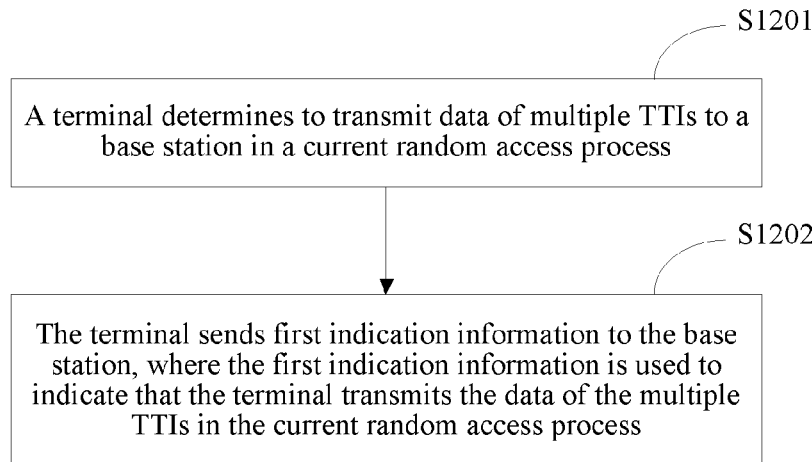 S1201
A terminal determines to transmit data of multiple TTIs to a
base station in a current random access process
S1202
The terminal sends first indication information to the base
station, where the first indication information is used to
indicate that the terminal transmits the data of the multiple
TTIs in the current random access process